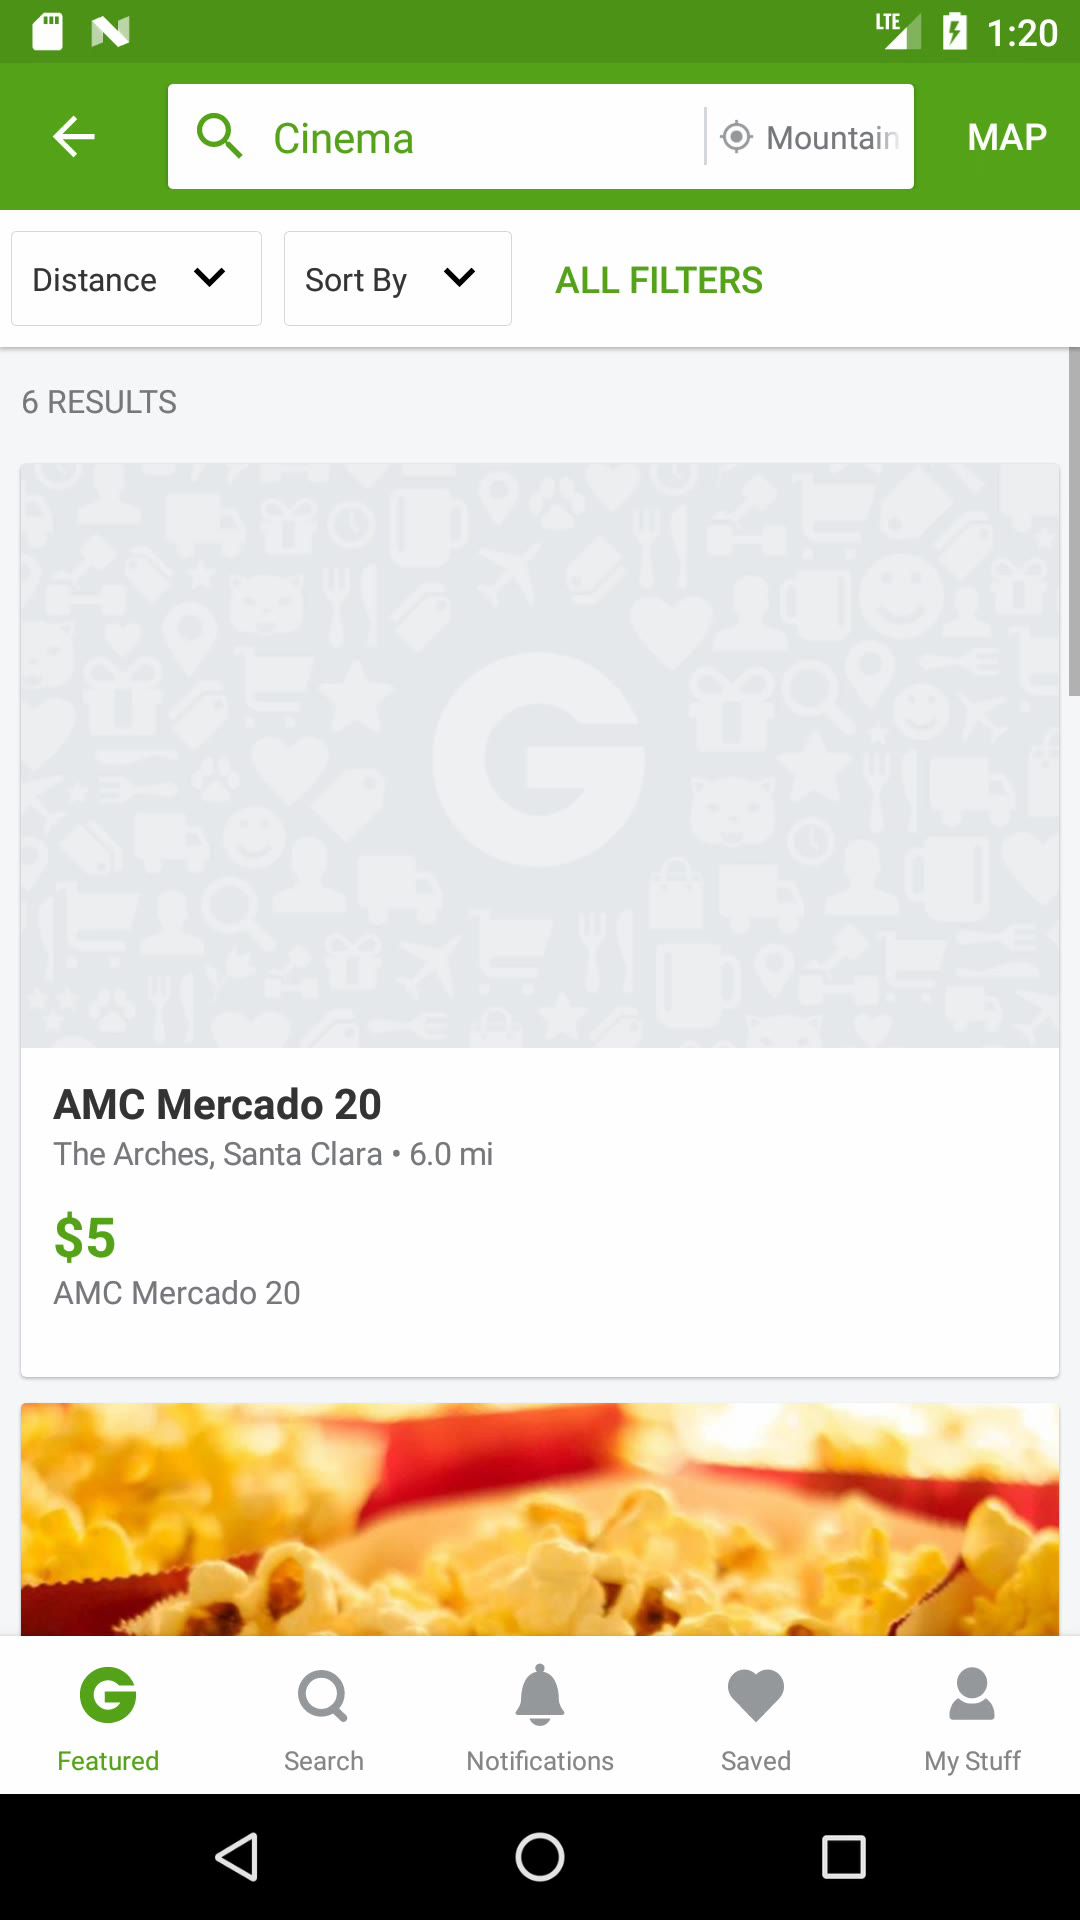 LTE 1:20
Cinema Mountain MAP
Distance Sort By ALL FILTERS
6 RESULTS
G
AMC Mercado 20
The Arches, Santa Clara • 6.0 mi
$5
AMC Mercado 20
Featured Search Notifications Saved My Stuff